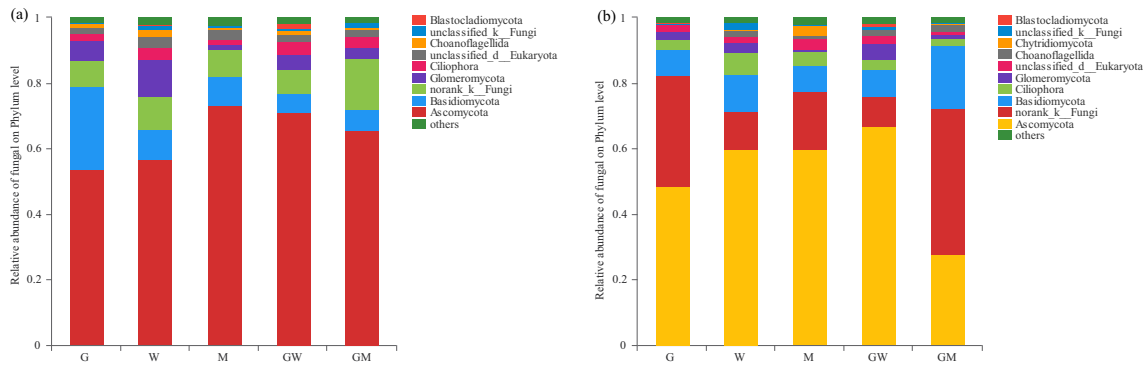 (a)
Relative abundance of fungal on Phylum level
1
0.8
0.6
0.4
0.2
0
G W M GW GM
Blastocladiomycota
unclassified_k__Fungi
Choanoflagellida
unclassified_d__Eukaryota
Ciliophora
Glomeromycota
norank_k__Fungi
Basidiomycota
Ascomycota
others
(b)
Relative abundance of fungal on Phylum level
1
0.8
0.6
0.4
0.2
0
G W M GW GM
Blastocladiomycota
unclassified_k__Fungi
Chytridiomycota
Choanoflagellida
unclassified_d__Eukaryota
Glomeromycota
Ciliophora
Basidiomycota
norank_k__Fungi
Ascomycota
others